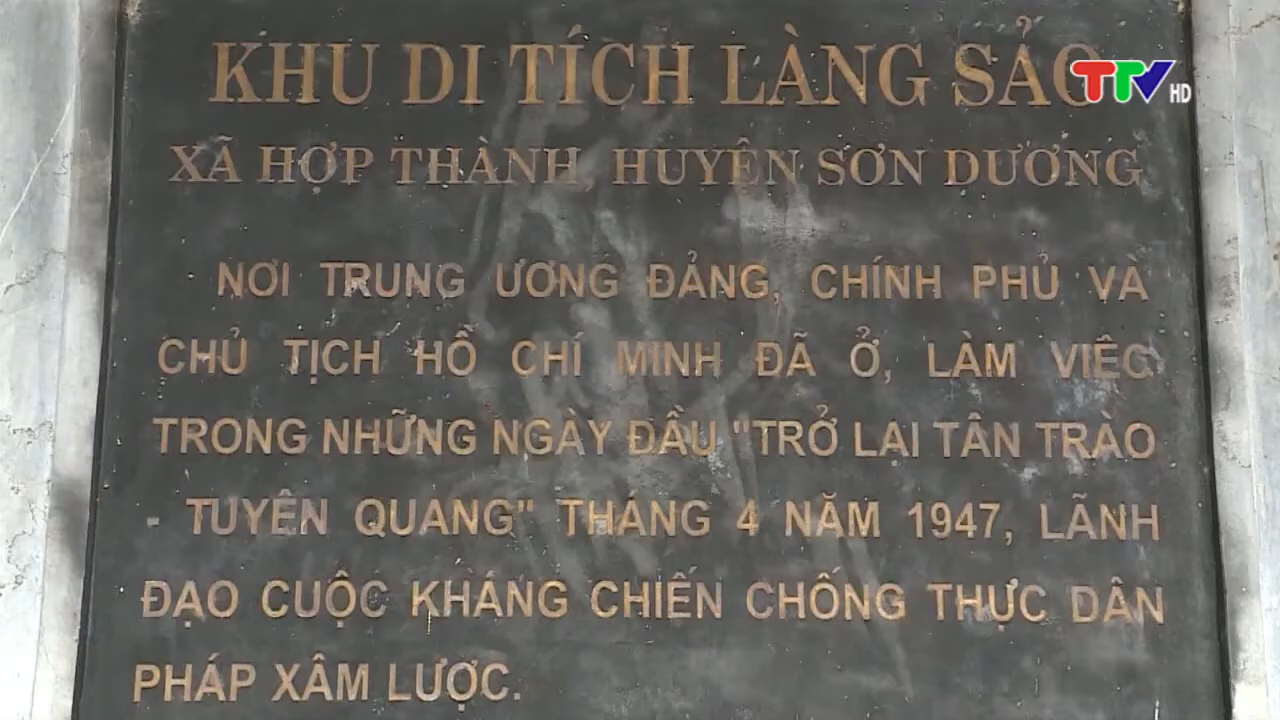 KHU DI TÍCH LÀNG SẢO
TTV HD
XÃ HỢP THÀNH HUYỆN SƠN DƯƠNG
NƠI TRUNG ƯƠNG ĐẢNG, CHÍNH PHỦ VÀ
CHỦ TỊCH HỒ CHÍ MINH ĐÃ Ở, LÀM VIỆC
TRONG NHỮNG NGÀY ĐẦU "TRỞ LẠI TÂN TRÀO
- TUYÊN QUANG" THÁNG 4 NĂM 1947, LÃNH
ĐẠO CUỘC KHÁNG CHIẾN CHỐNG THỰC DÂN
PHÁP XÂM LƯỢC.